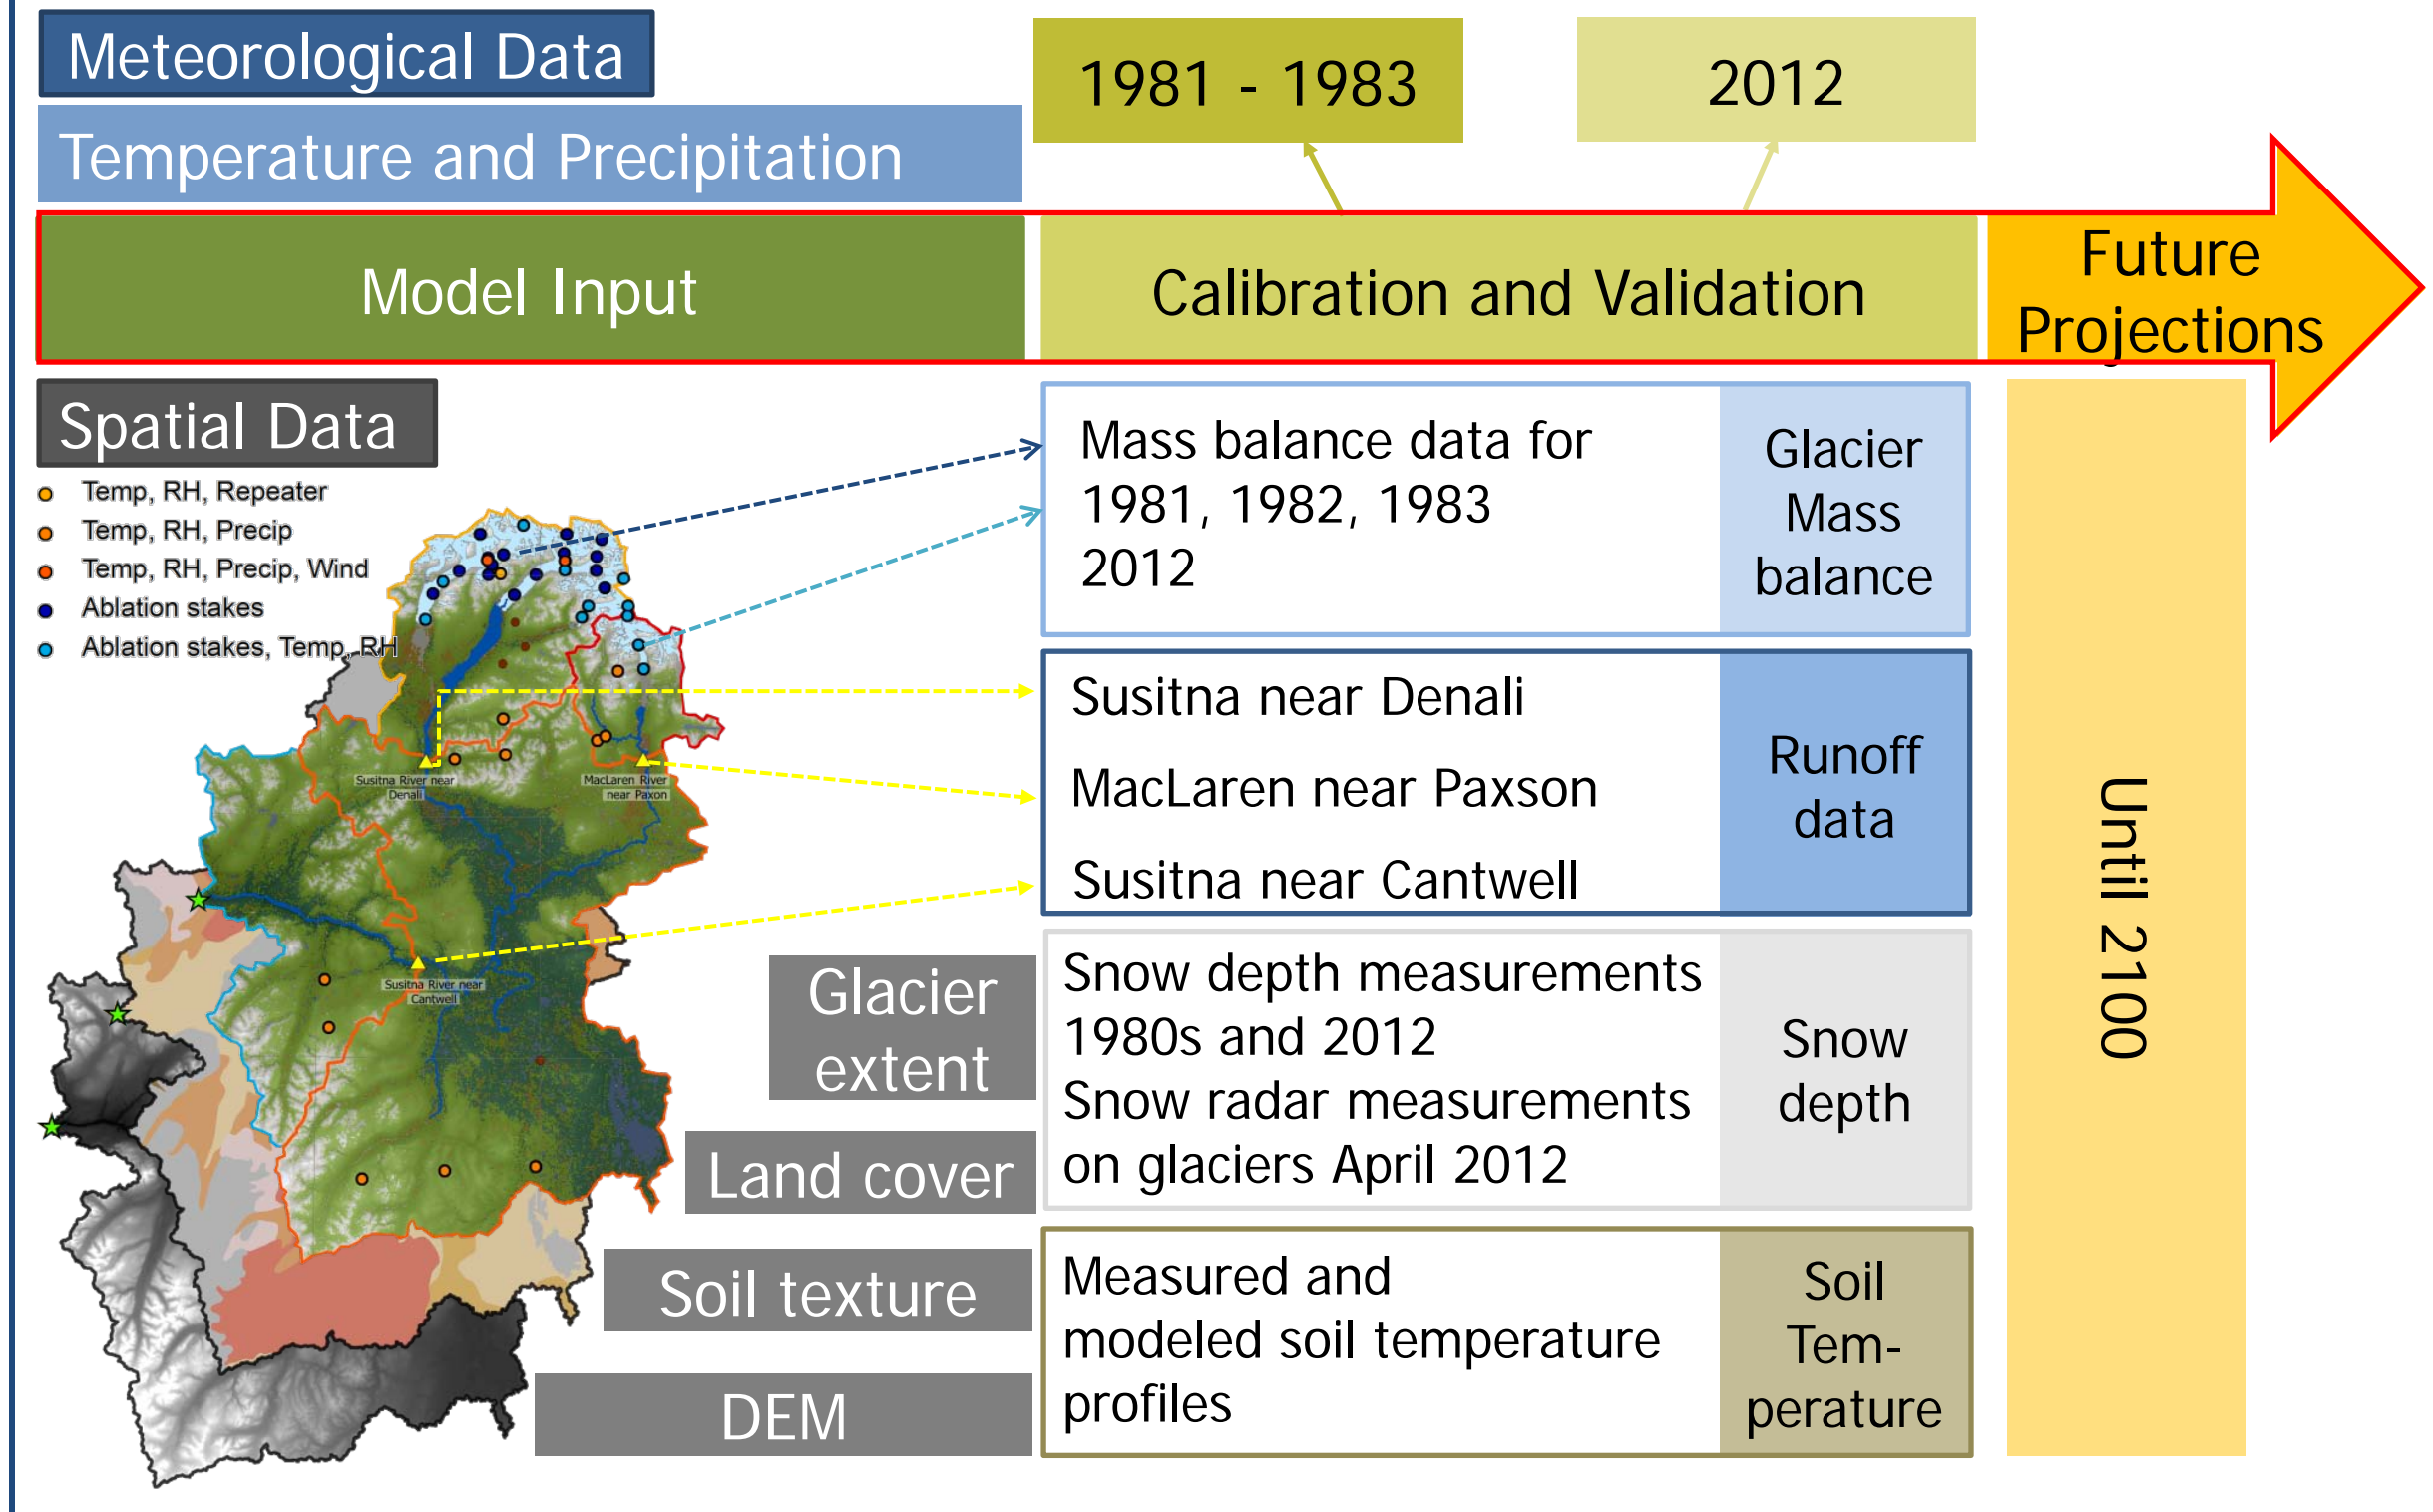 Meteorological Data
Temperature and Precipitation
1981 - 1983
2012
Model Input
Calibration and Validation
Future
Projections
Spatial Data
Temp, RH, Repeater
Temp, RH, Precip
Temp, RH, Precip, Wind
Ablation stakes
Ablation stakes, Temp, RH
Susitna River near
Denali
MacLaren River
near Paxon
Susitna River near
Cantwell
Glacier
extent
Land cover
Soil texture
DEM
Mass balance data for
1981, 1982, 1983
2012
Glacier
Mass
balance
Susitna near Denali
MacLaren near Paxson
Susitna near Cantwell
Runoff
data
Snow depth measurements
1980s and 2012
Snow radar measurements
on glaciers April 2012
Snow
depth
Measured and
modeled soil temperature
profiles
Soil
Tem-
perature
Until 2100